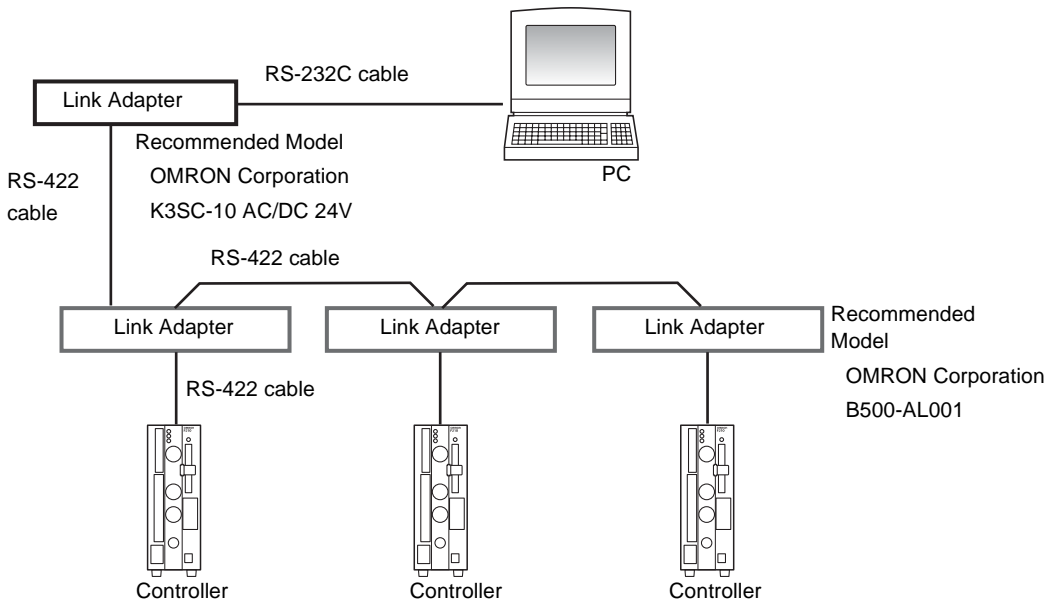 RS-232C cable
Link Adapter
Recommended Model
OMRON Corporation
K3SC-10 AC/DC 24V
PC
RS-422
cable
RS-422 cable
Link Adapter
Link Adapter
Link Adapter
Recommended
Model
OMRON Corporation
B500-AL001
RS-422 cable
Controller
Controller
Controller